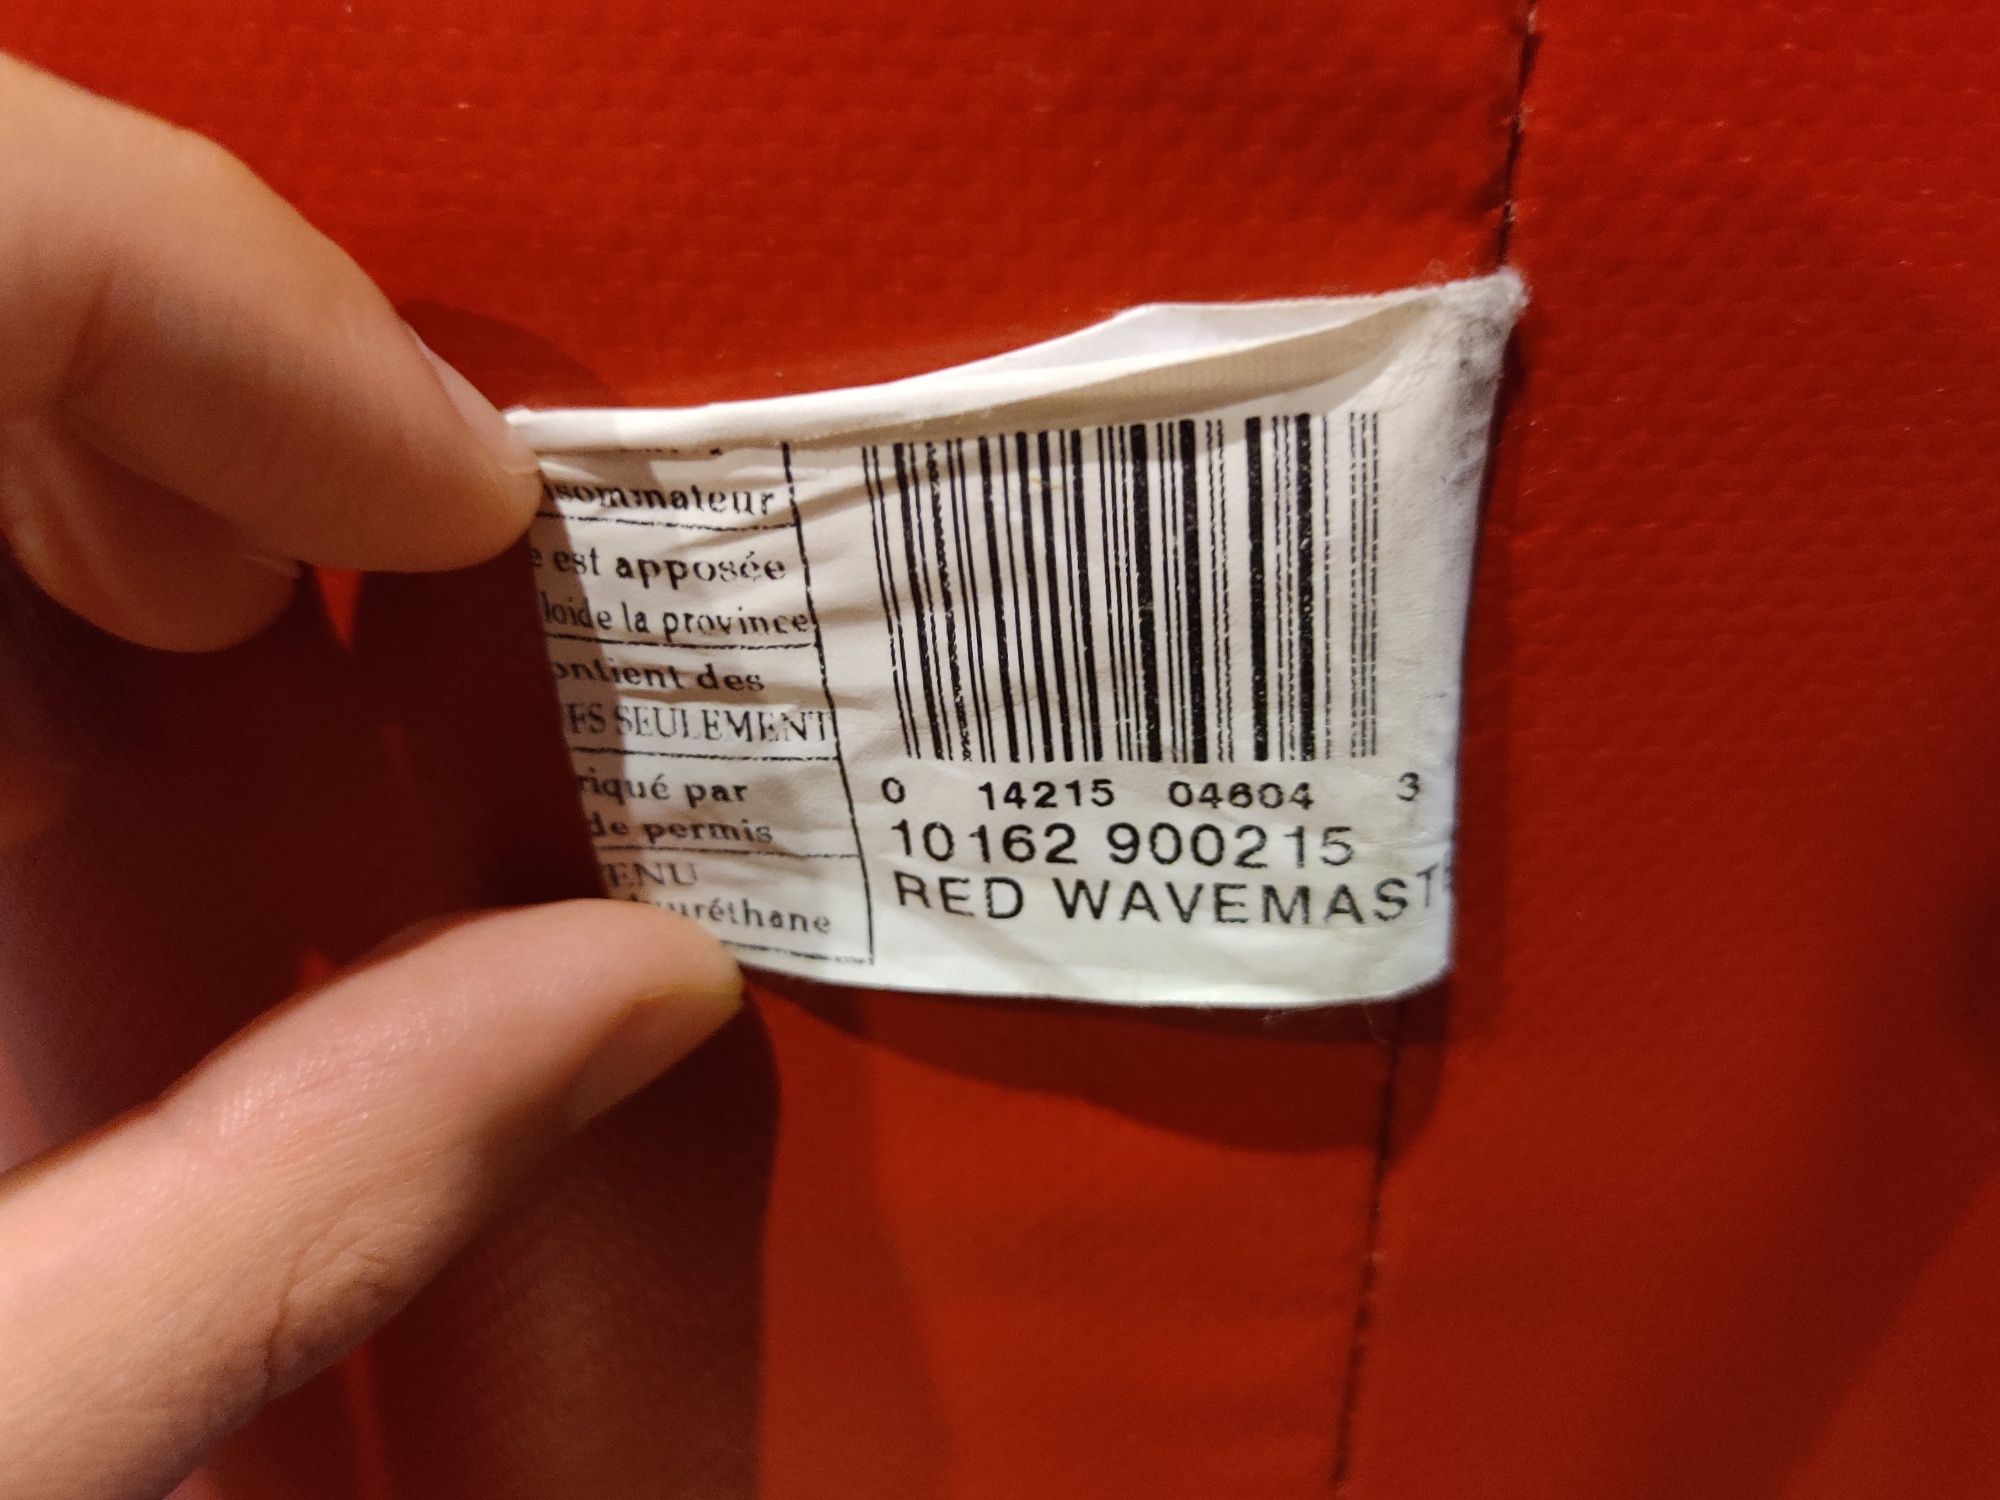 sommateur
e est apposée
loide la province
ontient des
FS SEULEMENT
riqué par
de permis
ENU
uréthane
0 14215 04604 3
10162 900215
RED WAVEMAST